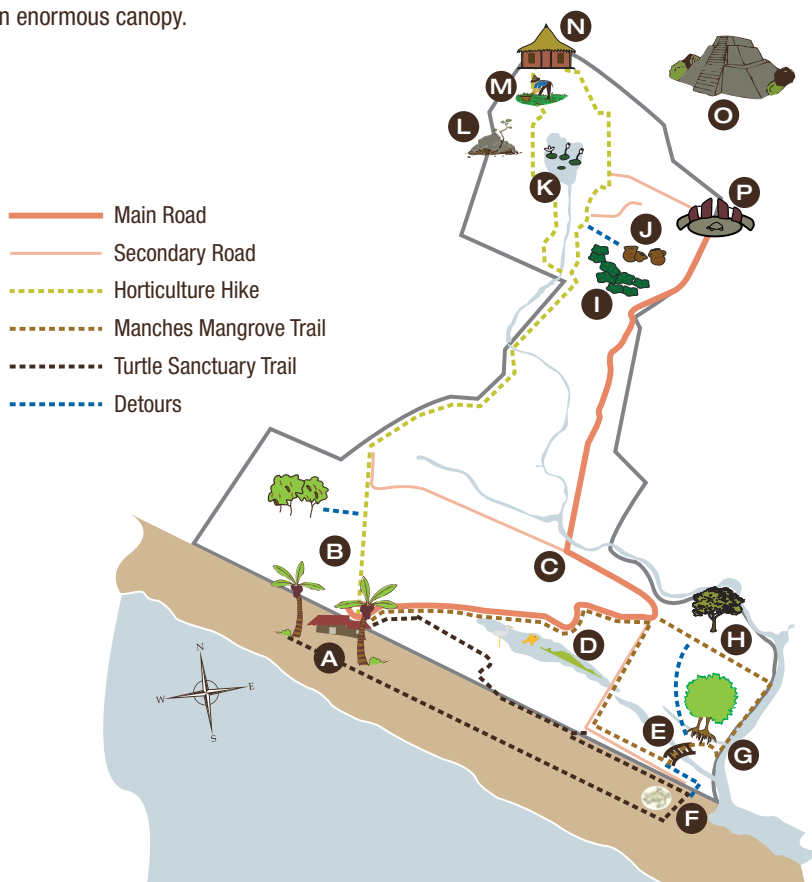 n enormous canopy.
N
M
O
L
K
P
Main Road
J
Secondary Road
Horticulture Hike
I
Manches Mangrove Trail
Turtle Sanctuary Trail
Detours
B
C
H
A
D
N
W E
S
E
G
F